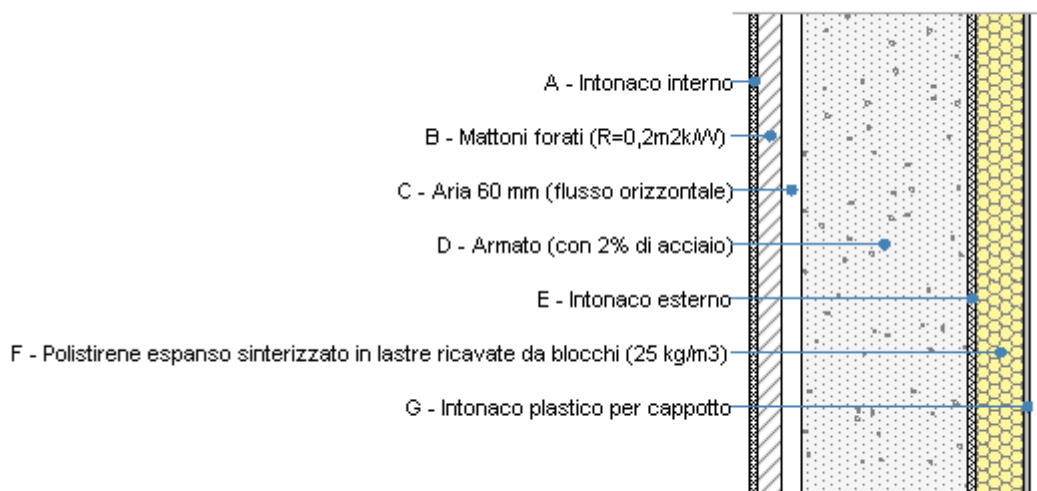 A - Intonaco interno
B - Mattoni forati (R=0,2m2k/W)
C - Aria 60 mm (flusso orizzontale)
D - Armato (con 2% di acciaio)
E - Intonaco esterno
F - Polistirene espanso sinterizzato in lastre ricavate da blocchi (25 kg/m3)
G - Intonaco plastico per cappotto